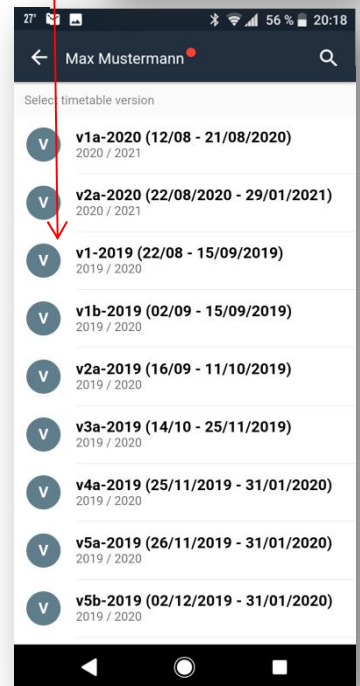 27° 56 % 20:18
Max Mustermann
Select timetable version
V v1a-2020 (12/08 - 21/08/2020)
2020 / 2021
V v2a-2020 (22/08/2020 - 29/01/2021)
2020 / 2021
V v1-2019 (22/08 - 15/09/2019)
2019 / 2020
V v1b-2019 (02/09 - 15/09/2019)
2019 / 2020
V v2a-2019 (16/09 - 11/10/2019)
2019 / 2020
V v3a-2019 (14/10 - 25/11/2019)
2019 / 2020
V v4a-2019 (25/11/2019 - 31/01/2020)
2019 / 2020
V v5a-2019 (26/11/2019 - 31/01/2020)
2019 / 2020
V v5b-2019 (02/12/2019 - 31/01/2020)
2019 / 2020